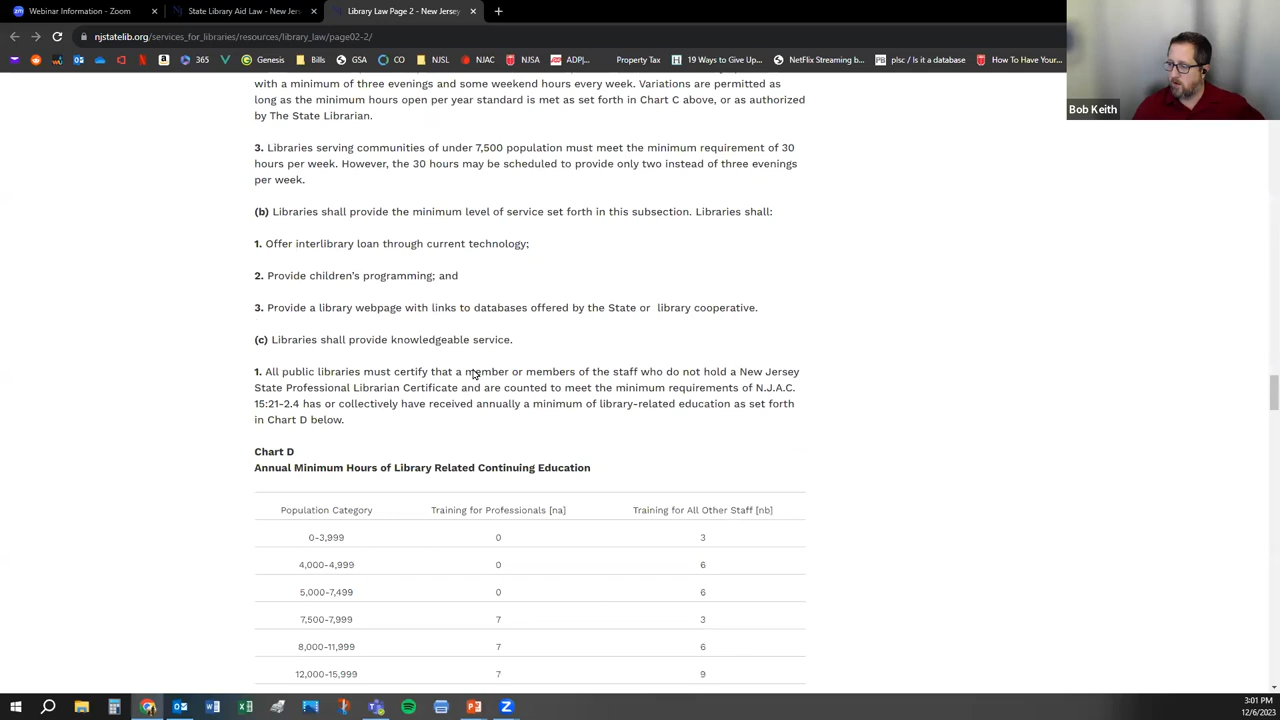 Webinar Information - Zoom
State Library Aid Law - New Jer
Library Law Page 2 - New Jersey
njstatelib.org/services_for_libraries/resources/library_law/page02-2/
365
Genesis
Bills
GSA
CO
NJSL
NJAC
NJSA
ADP|...
Property Tax
19 Ways to Give Up...
NetFlix Streaming b...
plsc / Is it a database
How To Have Your...
Bob Keith
with a minimum of three evenings and some weekend hours every week. Variations are permitted as
long as the minimum hours open per year standard is met as set forth in Chart C above, or as authorized
by The State Librarian.
3. Libraries serving communities of under 7,500 population must meet the minimum requirement of 30
hours per week. However, the 30 hours may be scheduled to provide only two instead of three evenings
per week.
(b) Libraries shall provide the minimum level of service set forth in this subsection. Libraries shall:
1. Offer interlibrary loan through current technology;
2. Provide children's programming; and
3. Provide a library webpage with links to databases offered by the State or library cooperative.
(c) Libraries shall provide knowledgeable service.
1. All public libraries must certify that a member or members of the staff who do not hold a New Jersey
State Professional Librarian Certificate and are counted to meet the minimum requirements of N.J.A.C.
15:21-2.4 has or collectively have received annually a minimum of library-related education as set forth
in Chart D below.
Chart D
Annual Minimum Hours of Library Related Continuing Education
Population Category Training for Professionals [na] Training for All Other Staff [nb]
0-3,999 0 3
4,000-4,999 0 6
5,000-7,499 0 6
7,500-7,999 7 3
8,000-11,999 7 6
12,000-15,999 7 9
3:01 PM
12/6/2023